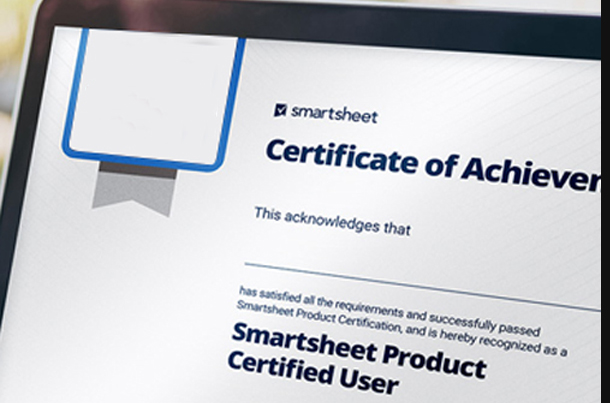 smartsheet
Certificate of Achiever
This acknowledges that
has satisfied all the requirements and successfully passed
Smartsheet Product Certification, and is hereby recognized as a
Smartsheet Product
Certified User